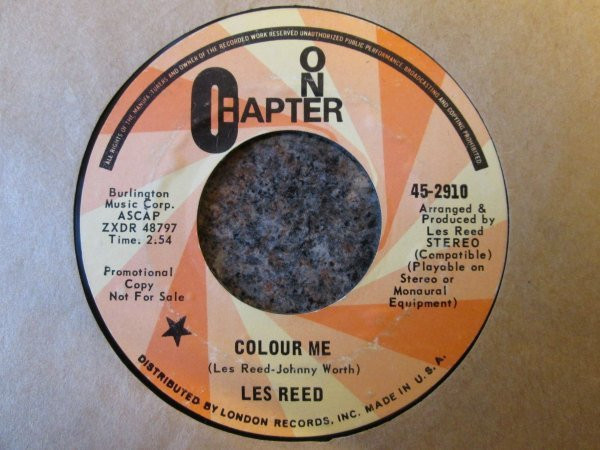 ALL RIGHTS OF THE MANUFACTURERS AND OWNER OF THE RECORDED WORK RESERVED UNAUTHORIZED PUBLIC PERFORMANCE BROADCASTING AND COPYING PROHIBITED
CHAPTER
ONE
Burlington
Music Corp.
ASCAP
ZXDR 48797
Time. 2:54
Promotional
Copy
Not For Sale
45-2910
Arranged &
Produced by
Les Reed
STEREO
(Compatible)
(Playable on
Stereo or
Monaural
Equipment)
COLOUR ME
(Les Reed-Johnny Worth)
LES REED
DISTRIBUTED BY LONDON RECORDS, INC. MADE IN U.S.A.